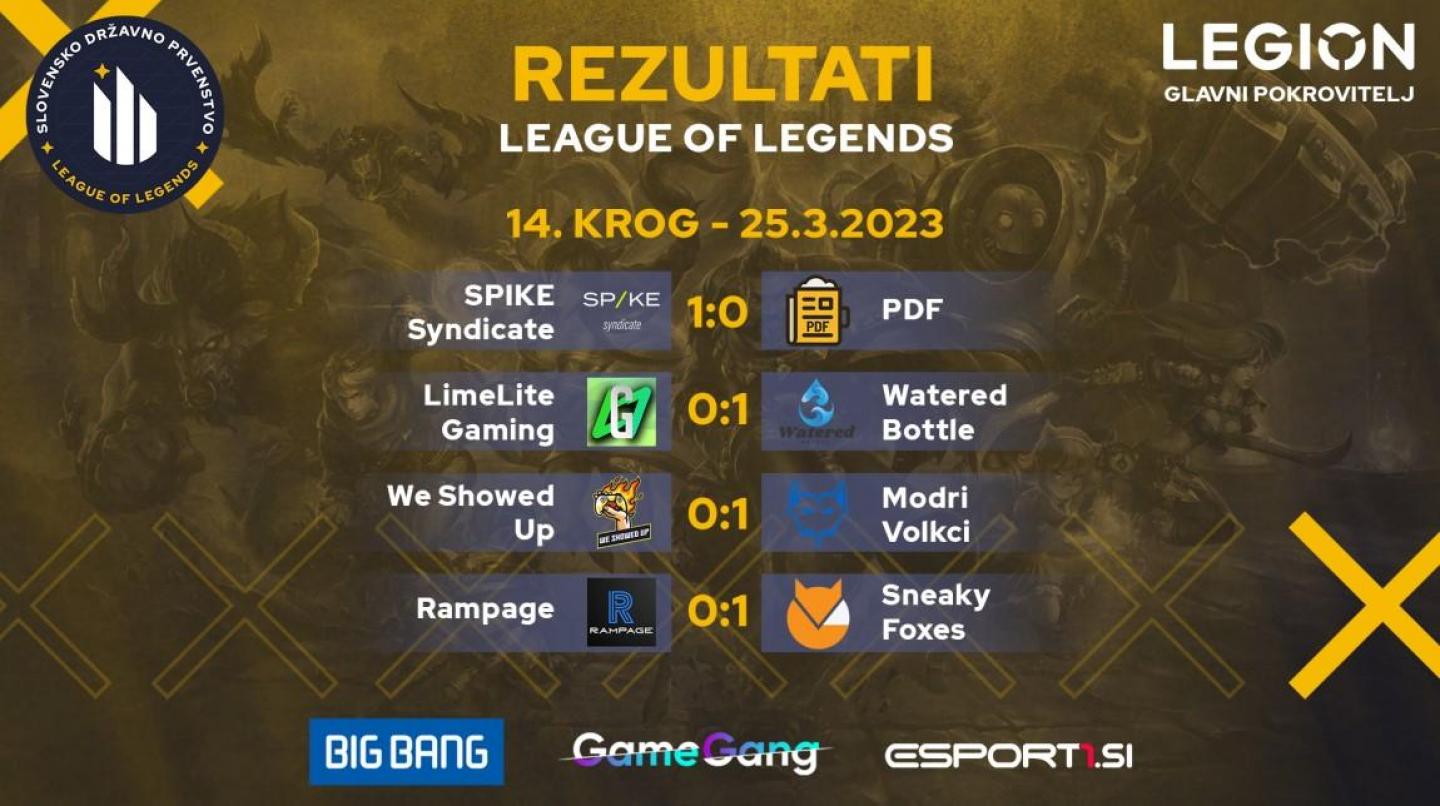 SLOVENSKO DRŽAVNO PRVENSTVO
LEAGUE OF LEGENDS
REZULTATI
LEAGUE OF LEGENDS
LEGION
GLAVNI POKROVITELJ
14. KROG - 25.3.2023
SPIKE
Syndicate
SP/KE
syndicate
1:0
PDF
PDF
LimeLite
Gaming
G
0:1
Watered
Watered
Bottle
We Showed
Up
WE SHOWED UP
0:1
Modri
Volkci
Rampage
R
RAMPAGE
0:1
Sneaky
Foxes
BIG BANG
GameGang
ESPORT1.SI